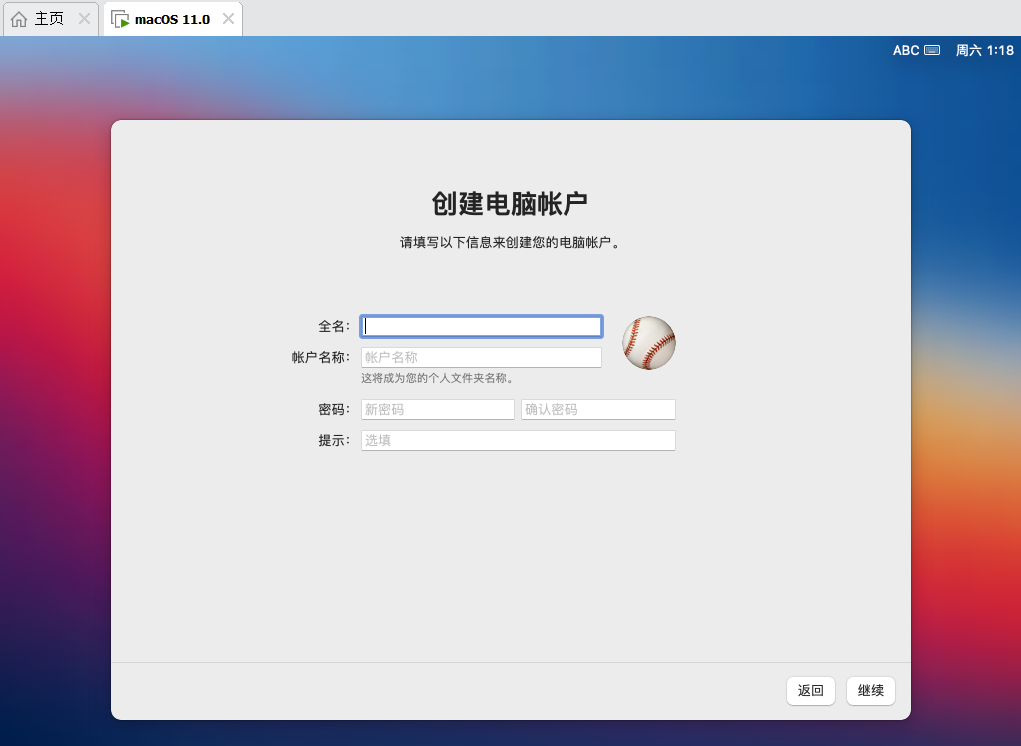 主页
macOS 11.0
ABC 周六 1:18
创建电脑帐户
请填写以下信息来创建您的电脑帐户。
全名：
帐户名称： 帐户名称
这将成为您的个人文件夹名称。
密码： 新密码 确认密码
提示： 选填
返回 继续